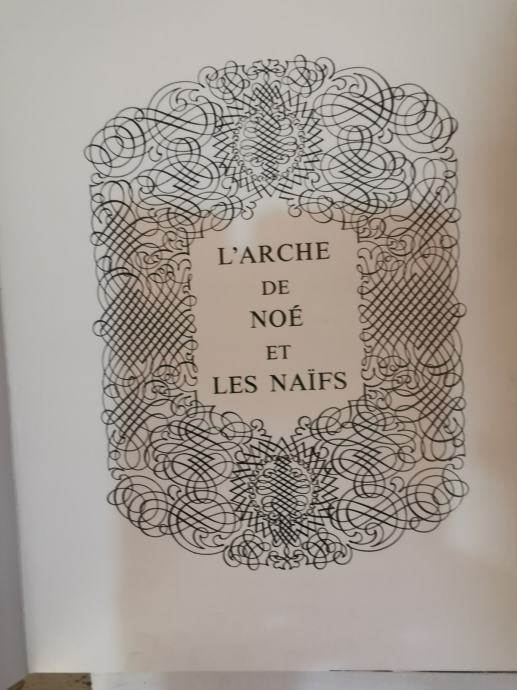 L'ARCHE
DE
NOÉ
ET
LES NAÏFS